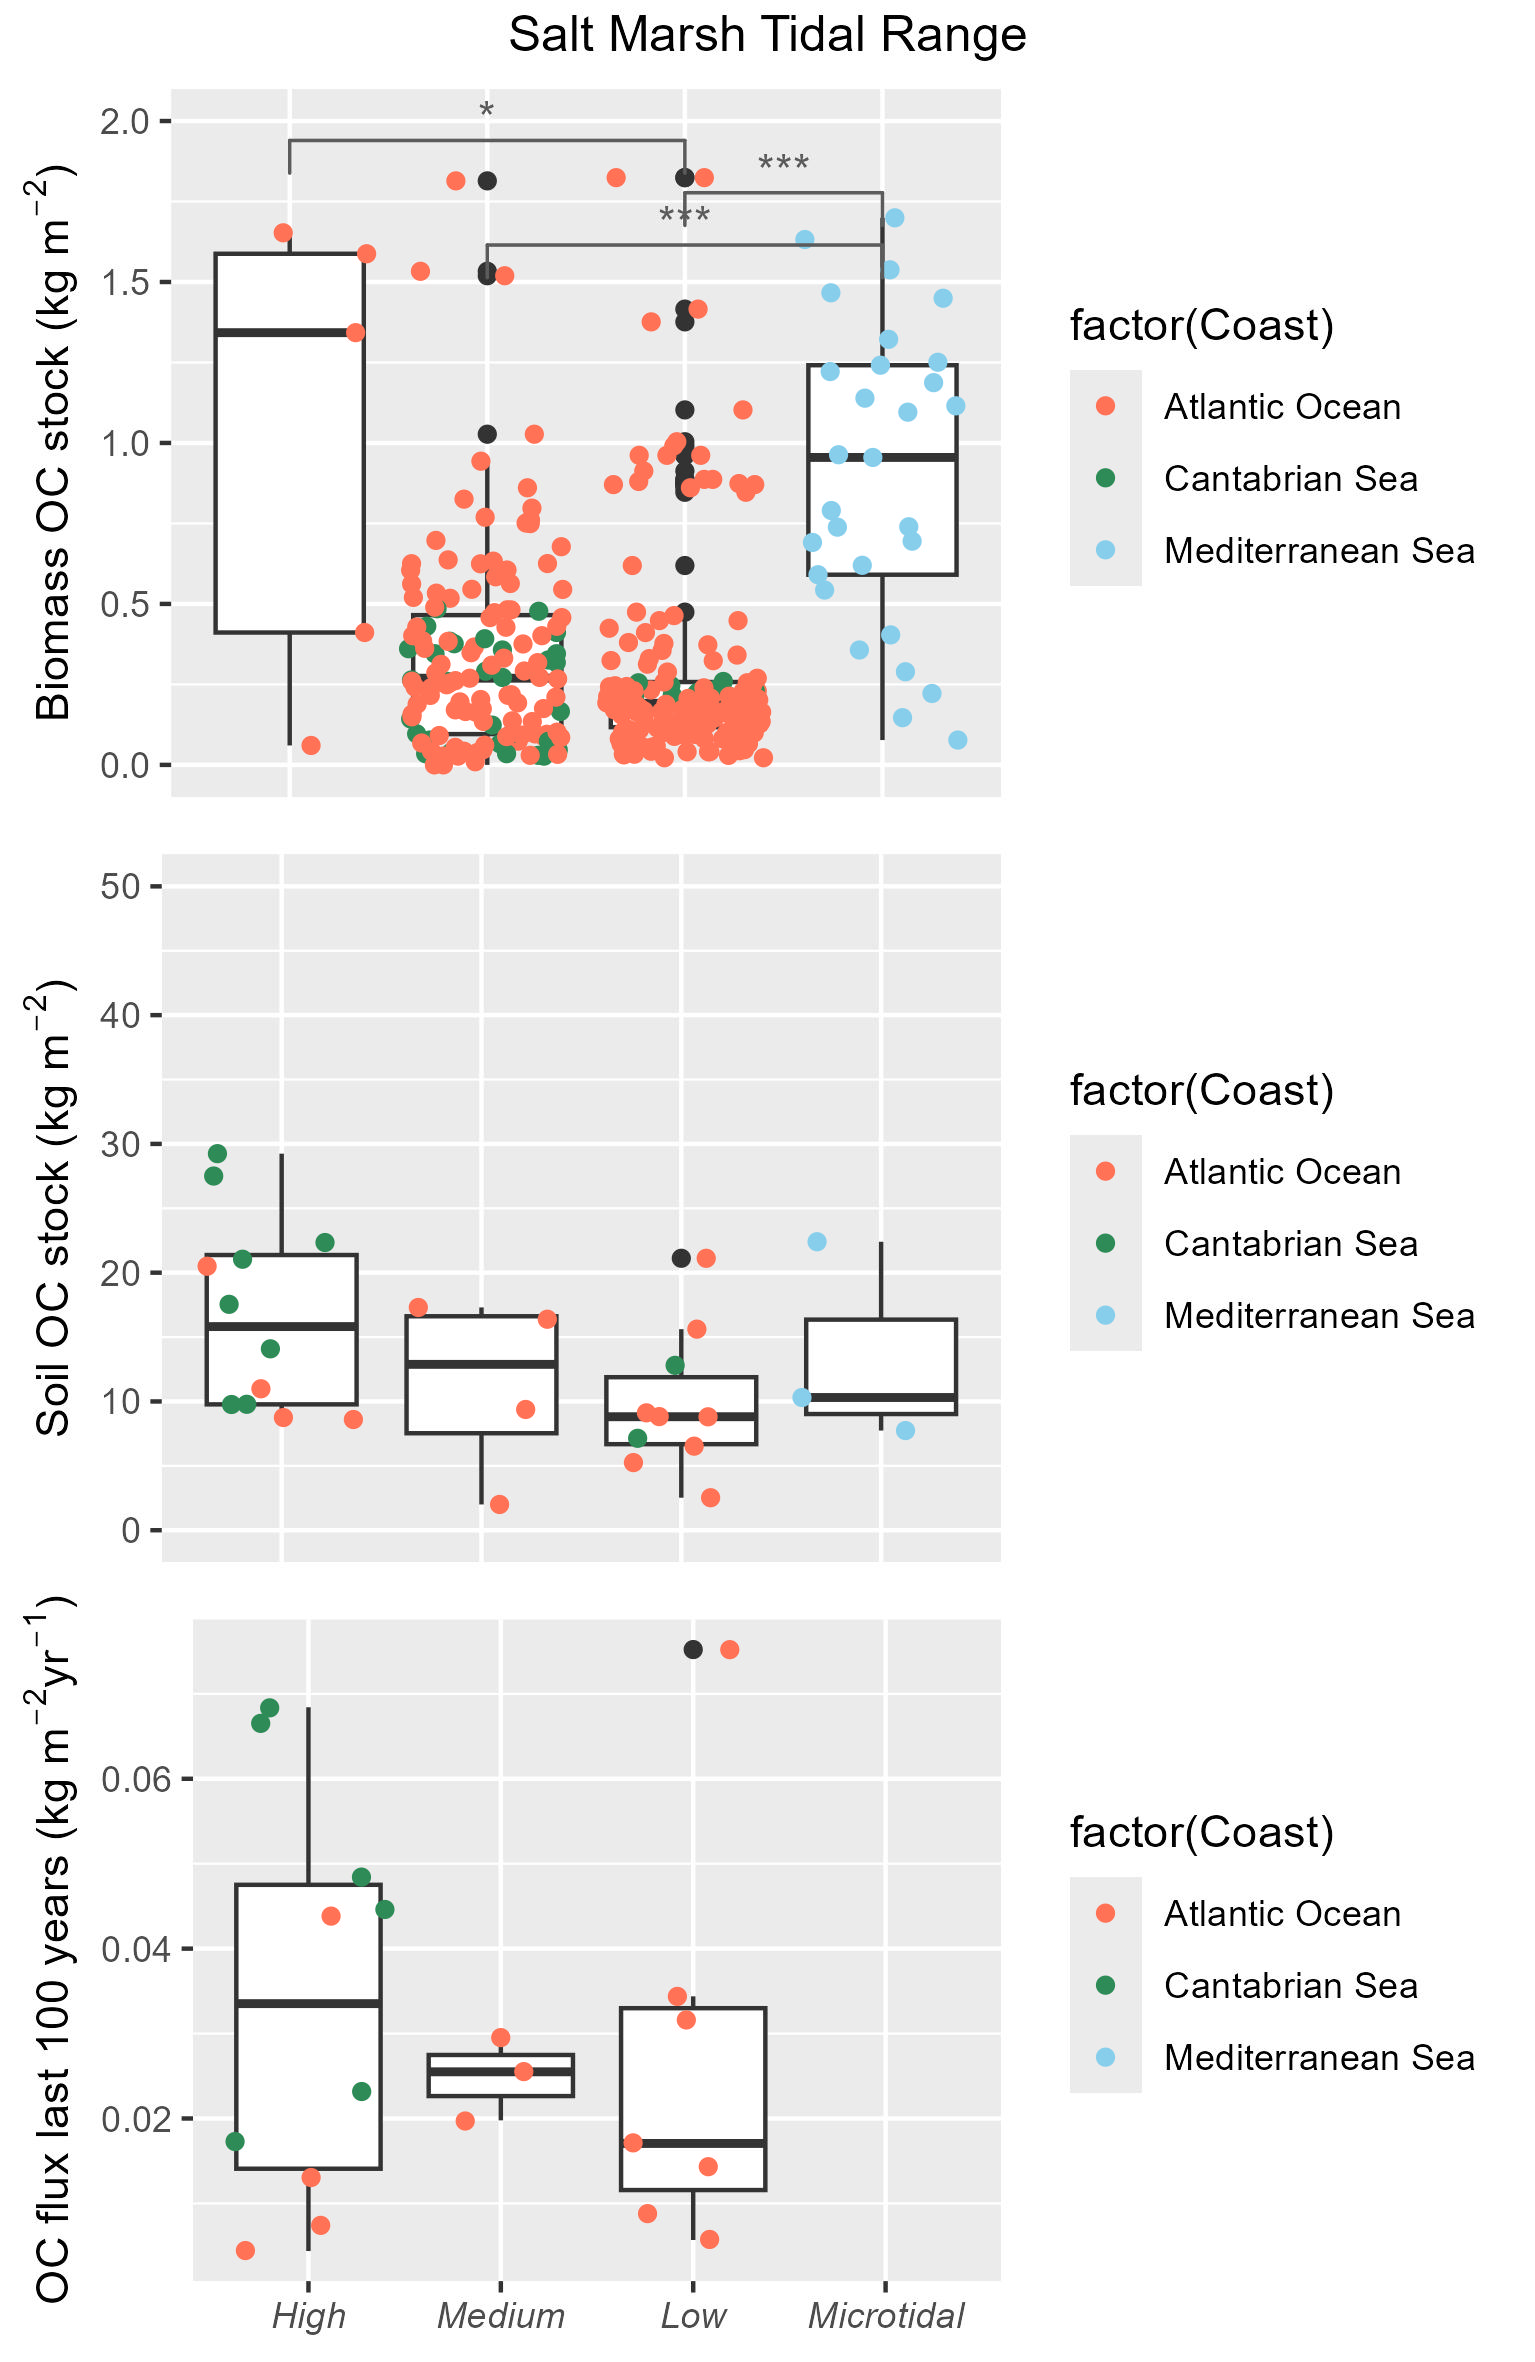 Salt Marsh Tidal Range
Biomass OC stock (kg m⁻²)
2.0
1.5
1.0
0.5
0.0
*
***
***
factor(Coast)
Atlantic Ocean
Cantabrian Sea
Mediterranean Sea
Soil OC stock (kg m⁻²)
50
40
30
20
10
0
factor(Coast)
Atlantic Ocean
Cantabrian Sea
Mediterranean Sea
OC flux last 100 years (kg m⁻²yr⁻¹)
0.06
0.04
0.02
factor(Coast)
Atlantic Ocean
Cantabrian Sea
Mediterranean Sea
High Medium Low Microtidal